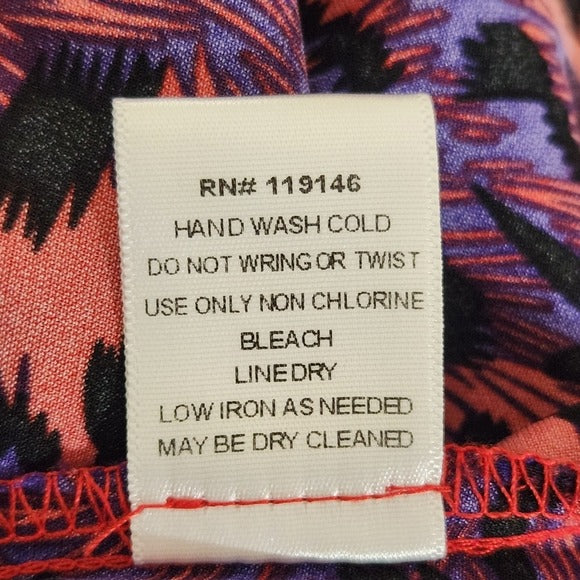 RN# 119146
HAND WASH COLD
DO NOT WRING OR TWIST
USE ONLY NON CHLORINE
BLEACH
LINE DRY
LOW IRON AS NEEDED
MAY BE DRY CLEANED